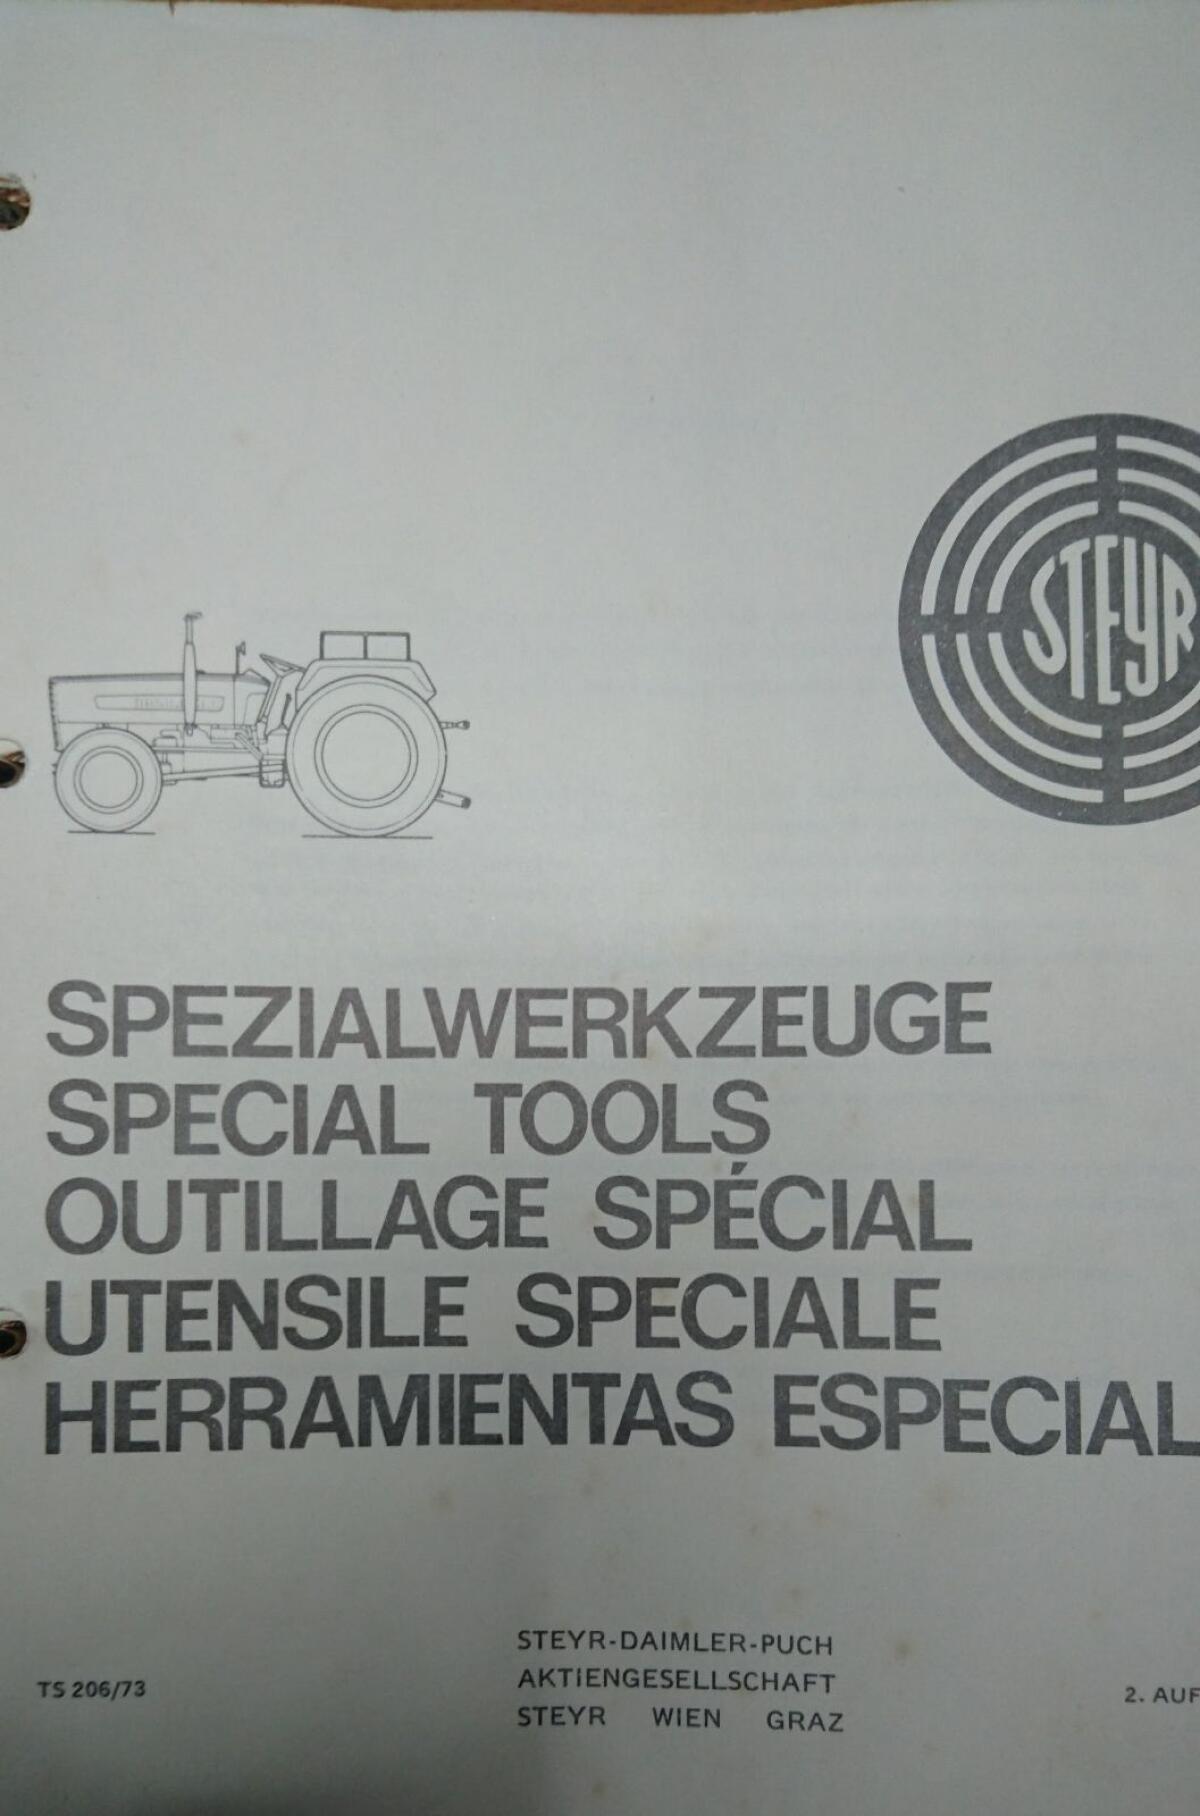 STEYR
SPEZIALWERKZEUGE
SPECIAL TOOLS
OUTILLAGE SPÉCIAL
UTENSILE SPECIALE
HERRAMIENTAS ESPECIAL
STEYR-DAIMLER-PUCH
AKTIENGESELLSCHAFT
STEYR WIEN GRAZ
TS 206/73
2. AUF